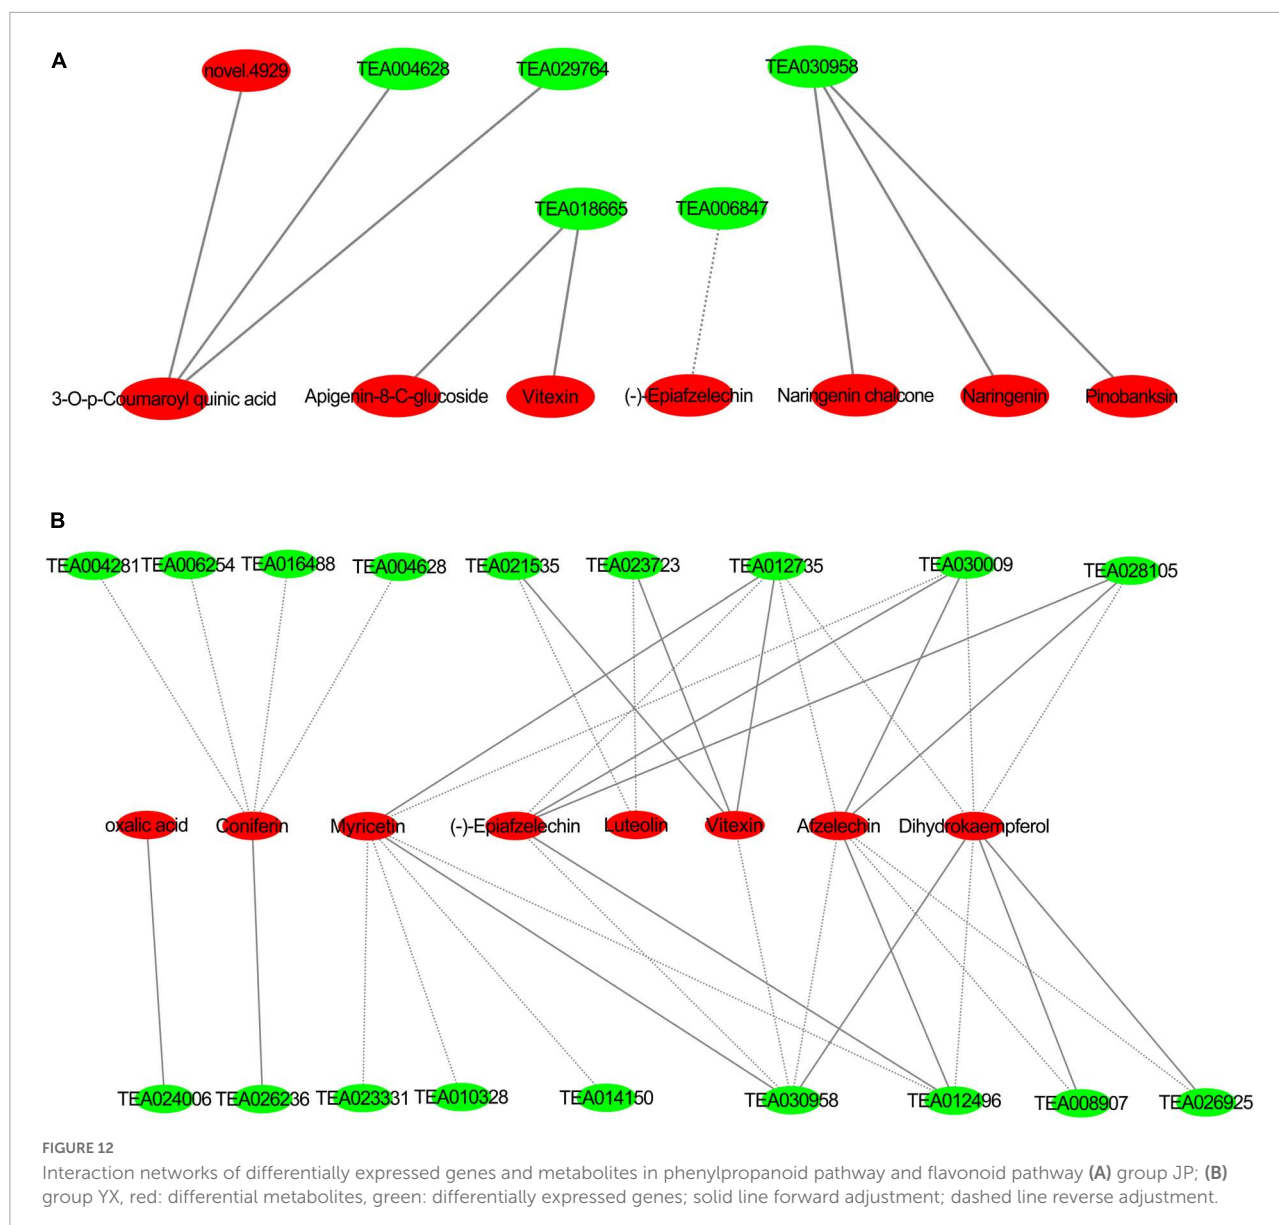 A
novel.4929 TEA004628 TEA029764 TEA030958
TEA018665 TEA006847
3-O-p-Coumaroyl quinic acid Apigenin-8-C-glucoside Vitexin (-)-Epiafzelechin Naringenin chalcone Naringenin Pinobanksin
B
TEA004281 TEA006254 TEA016488 TEA004628 TEA021535 TEA023723 TEA012735 TEA030009 TEA028105
oxalic acid Coniferin Myricetin (-)-Epiafzelechin Luteolin Vitexin Afzelechin Dihydrokaempferol
TEA024006 TEA026236 TEA023331 TEA010328 TEA014150 TEA030958 TEA012496 TEA008907 TEA026925
FIGURE 12
Interaction networks of differentially expressed genes and metabolites in phenylpropanoid pathway and flavonoid pathway (A) group JP; (B)
group YX, red: differential metabolites, green: differentially expressed genes; solid line forward adjustment; dashed line reverse adjustment.